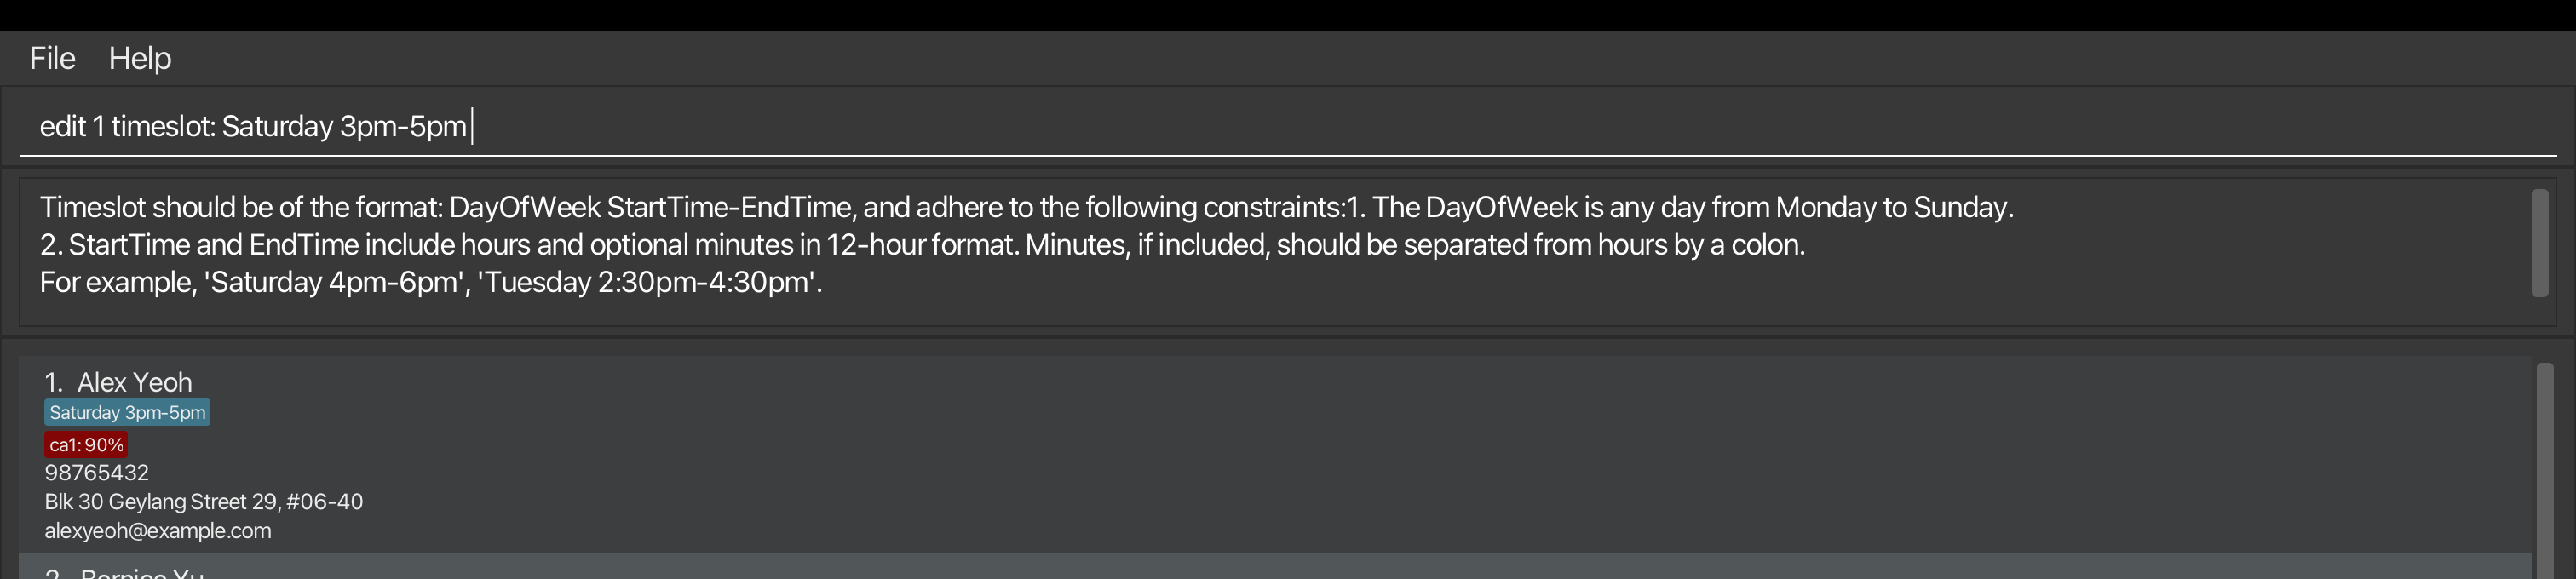 File Help
edit 1 timeslot: Saturday 3pm-5pm
Timeslot should be of the format: DayOfWeek StartTime-EndTime, and adhere to the following constraints:1. The DayOfWeek is any day from Monday to Sunday.
2. StartTime and EndTime include hours and optional minutes in 12-hour format. Minutes, if included, should be separated from hours by a colon.
For example, 'Saturday 4pm-6pm', 'Tuesday 2:30pm-4:30pm'.
1. Alex Yeoh
Saturday 3pm-5pm
ca1: 90%
98765432
Blk 30 Geylang Street 29, #06-40
alexyeoh@example.com
2. Bernice Yu